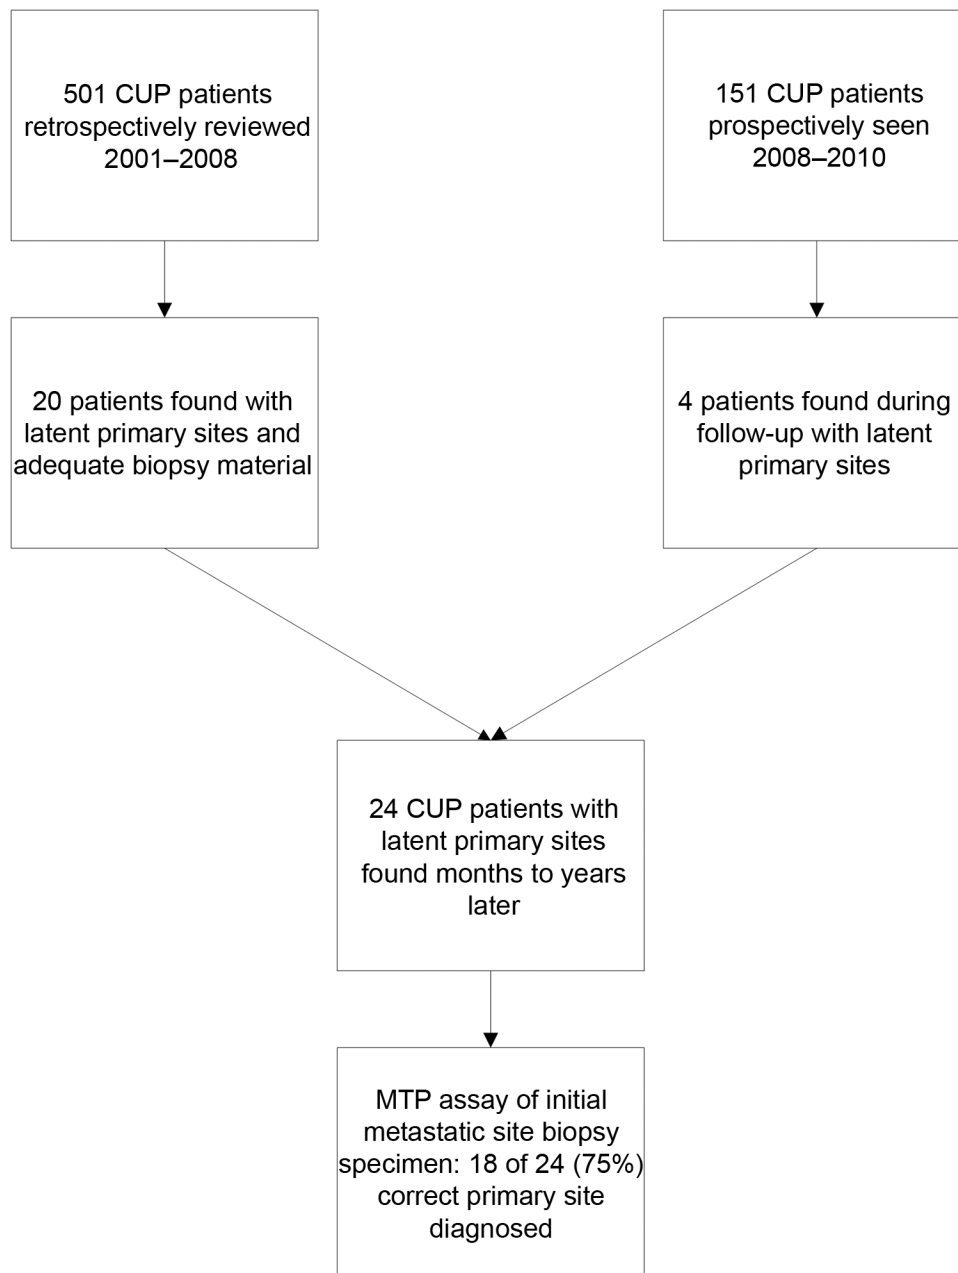 501 CUP patients
retrospectively reviewed
2001–2008
151 CUP patients
prospectively seen
2008–2010
20 patients found with
latent primary sites and
adequate biopsy material
4 patients found during
follow-up with latent
primary sites
24 CUP patients with
latent primary sites
found months to years
later
MTP assay of initial
metastatic site biopsy
specimen: 18 of 24 (75%)
correct primary site
diagnosed